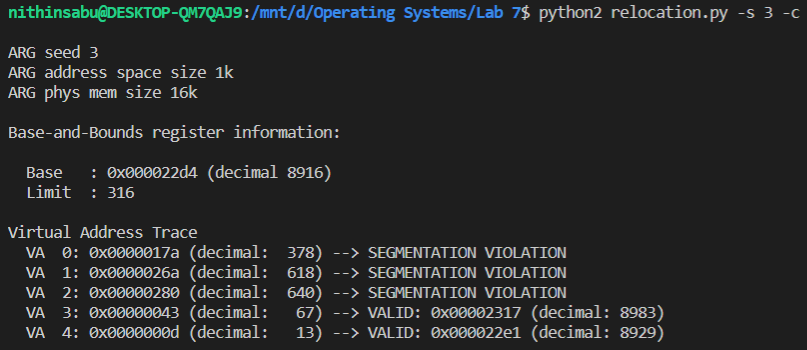 nithinsabu@DESKTOP-QM7QAJ9:/mnt/d/Operating Systems/Lab 7$ python2 relocation.py -s 3 -c
ARG seed 3
ARG address space size 1k
ARG phys mem size 16k
Base-and-Bounds register information:
Base   : 0x000022d4 (decimal 8916)
Limit  : 316
Virtual Address Trace
VA  0: 0x0000017a (decimal:  378) --> SEGMENTATION VIOLATION
VA  1: 0x0000026a (decimal:  618) --> SEGMENTATION VIOLATION
VA  2: 0x00000280 (decimal:  640) --> SEGMENTATION VIOLATION
VA  3: 0x00000043 (decimal:   67) --> VALID: 0x00002317 (decimal: 8983)
VA  4: 0x0000000d (decimal:   13) --> VALID: 0x000022e1 (decimal: 8929)